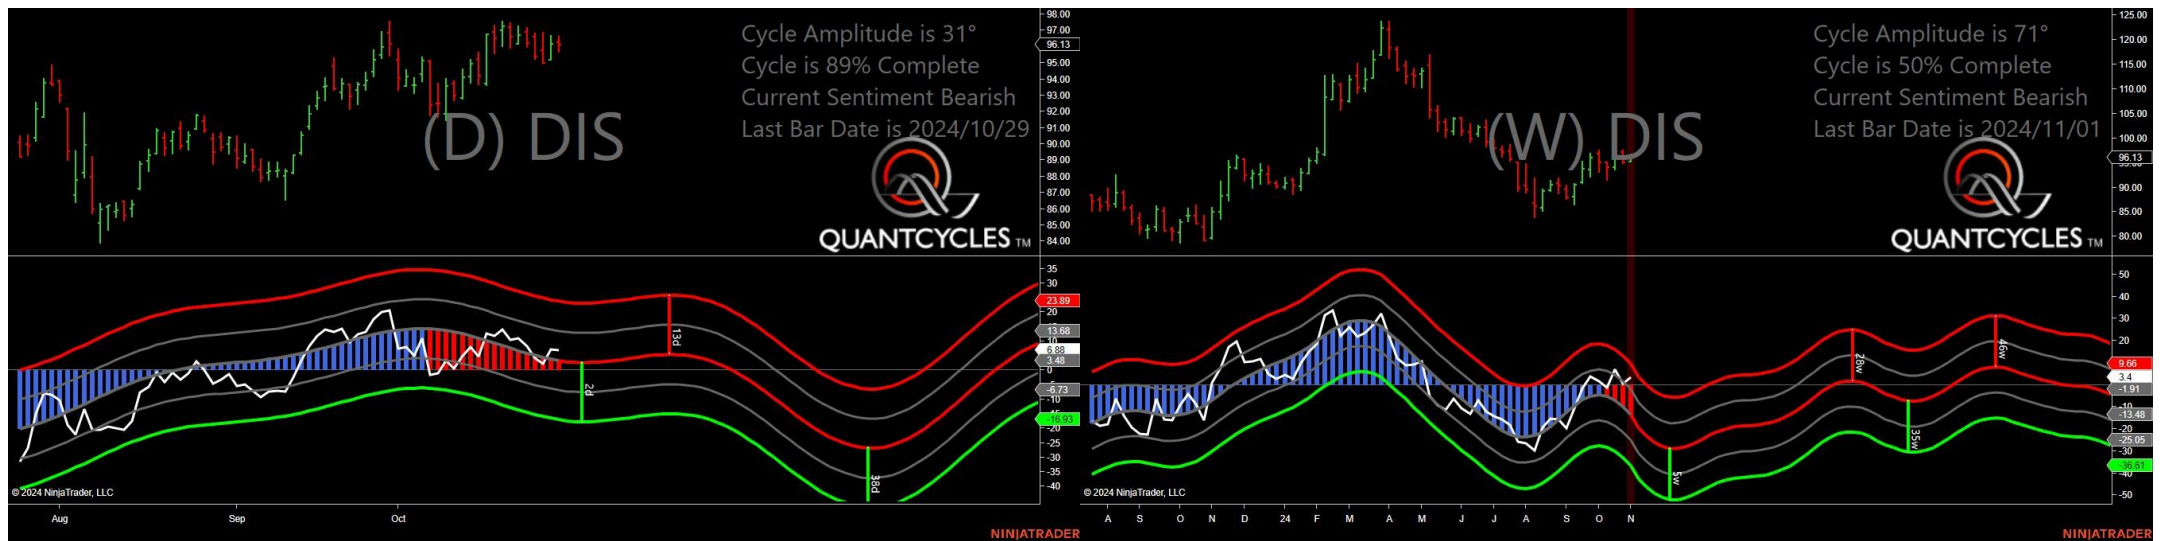 Cycle Amplitude is 31°
Cycle is 89% Complete
Current Sentiment Bearish
Last Bar Date is 2024/10/29
(D) DIS
QUANTCYCLES TM
98.00
97.00
96.13
95.00
94.00
93.00
92.00
91.00
90.00
89.00
88.00
87.00
86.00
85.00
84.00
35
30
23.89
20
13.68
10
6.88
3.48
0
-6.73
-10
-16.93
-20
-25
-30
-35
-40
13d
2d
38d
© 2024 NinjaTrader, LLC
Aug Sep Oct
NINJATRADER
Cycle Amplitude is 71°
Cycle is 50% Complete
Current Sentiment Bearish
Last Bar Date is 2024/11/01
(W) DIS
QUANTCYCLES TM
125.00
120.00
115.00
110.00
105.00
100.00
96.13
90.00
85.00
80.00
50
40
30
20
9.66
3.4
-1.91
-13.48
-20
-25.05
-30
-36.61
-50
28w
46w
35w
5w
© 2024 NinjaTrader, LLC
A S O N D 24 F M A M J J A S O N
NINJATRADER